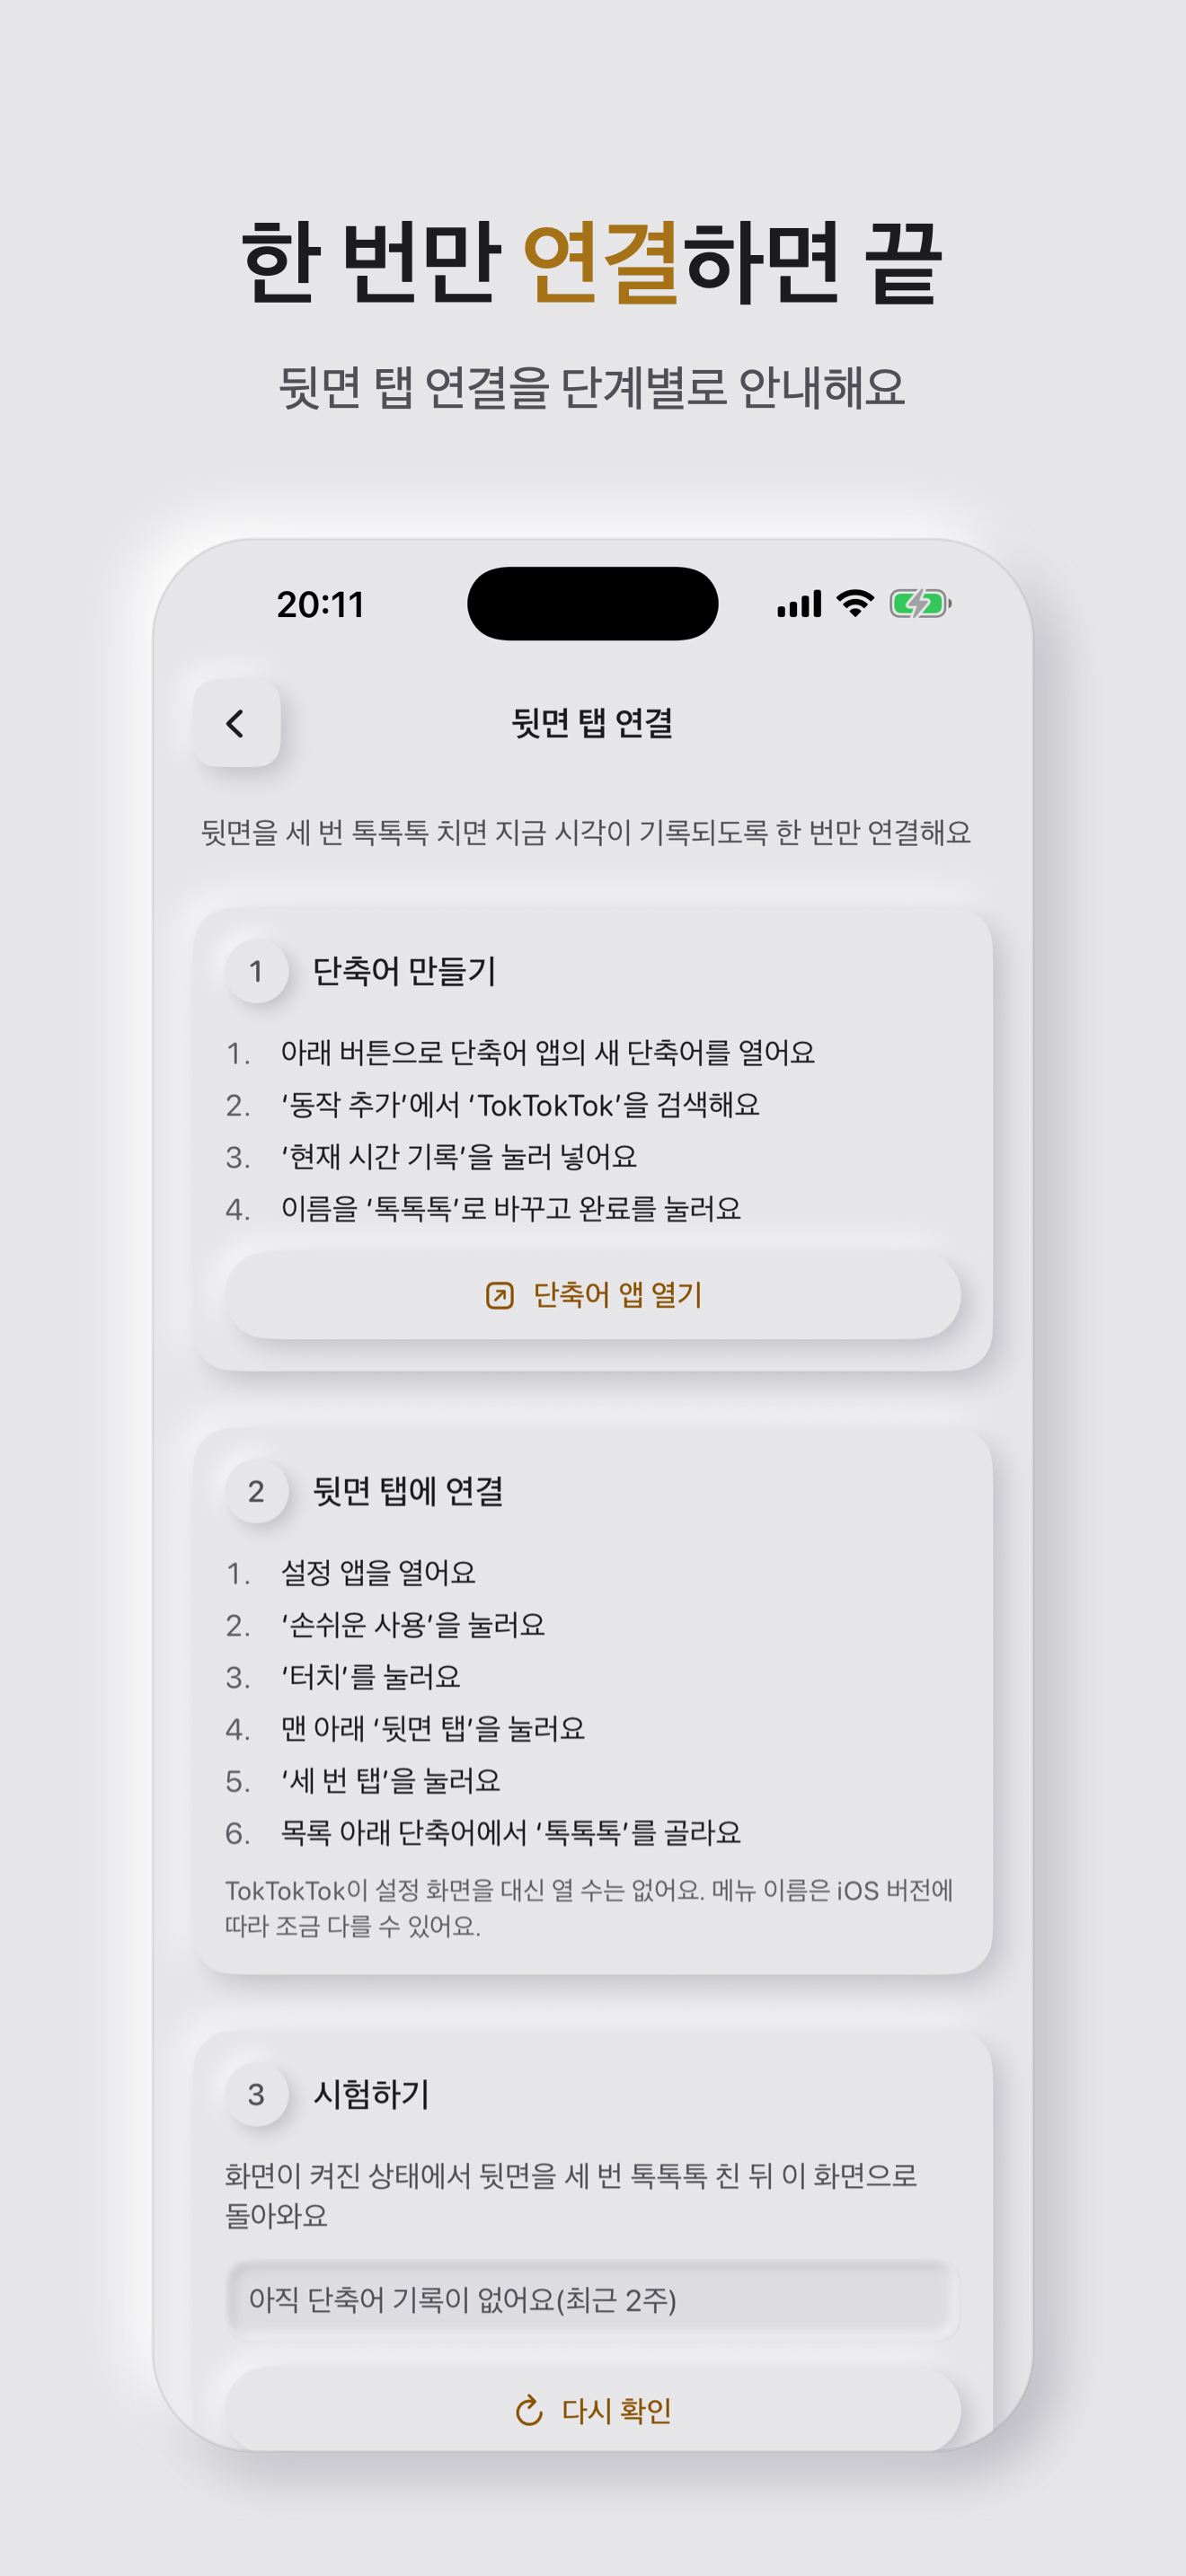 한 번만 연결하면 끝
뒷면 탭 연결을 단계별로 안내해요
20:11
뒷면 탭 연결
뒷면을 세 번 톡톡톡 치면 지금 시각이 기록되도록 한 번만 연결해요
1 단축어 만들기
1. 아래 버튼으로 단축어 앱의 새 단축어를 열어요
2. ‘동작 추가’에서 ‘TokTokTok’을 검색해요
3. ‘현재 시간 기록’을 눌러 넣어요
4. 이름을 ‘톡톡톡’로 바꾸고 완료를 눌러요
단축어 앱 열기
2 뒷면 탭에 연결
1. 설정 앱을 열어요
2. ‘손쉬운 사용’을 눌러요
3. ‘터치’를 눌러요
4. 맨 아래 ‘뒷면 탭’을 눌러요
5. ‘세 번 탭’을 눌러요
6. 목록 아래 단축어에서 ‘톡톡톡’를 골라요
TokTokTok이 설정 화면을 대신 열 수는 없어요. 메뉴 이름은 iOS 버전에
따라 조금 다를 수 있어요.
3 시험하기
화면이 켜진 상태에서 뒷면을 세 번 톡톡톡 친 뒤 이 화면으로
돌아와요
아직 단축어 기록이 없어요(최근 2주)
다시 확인